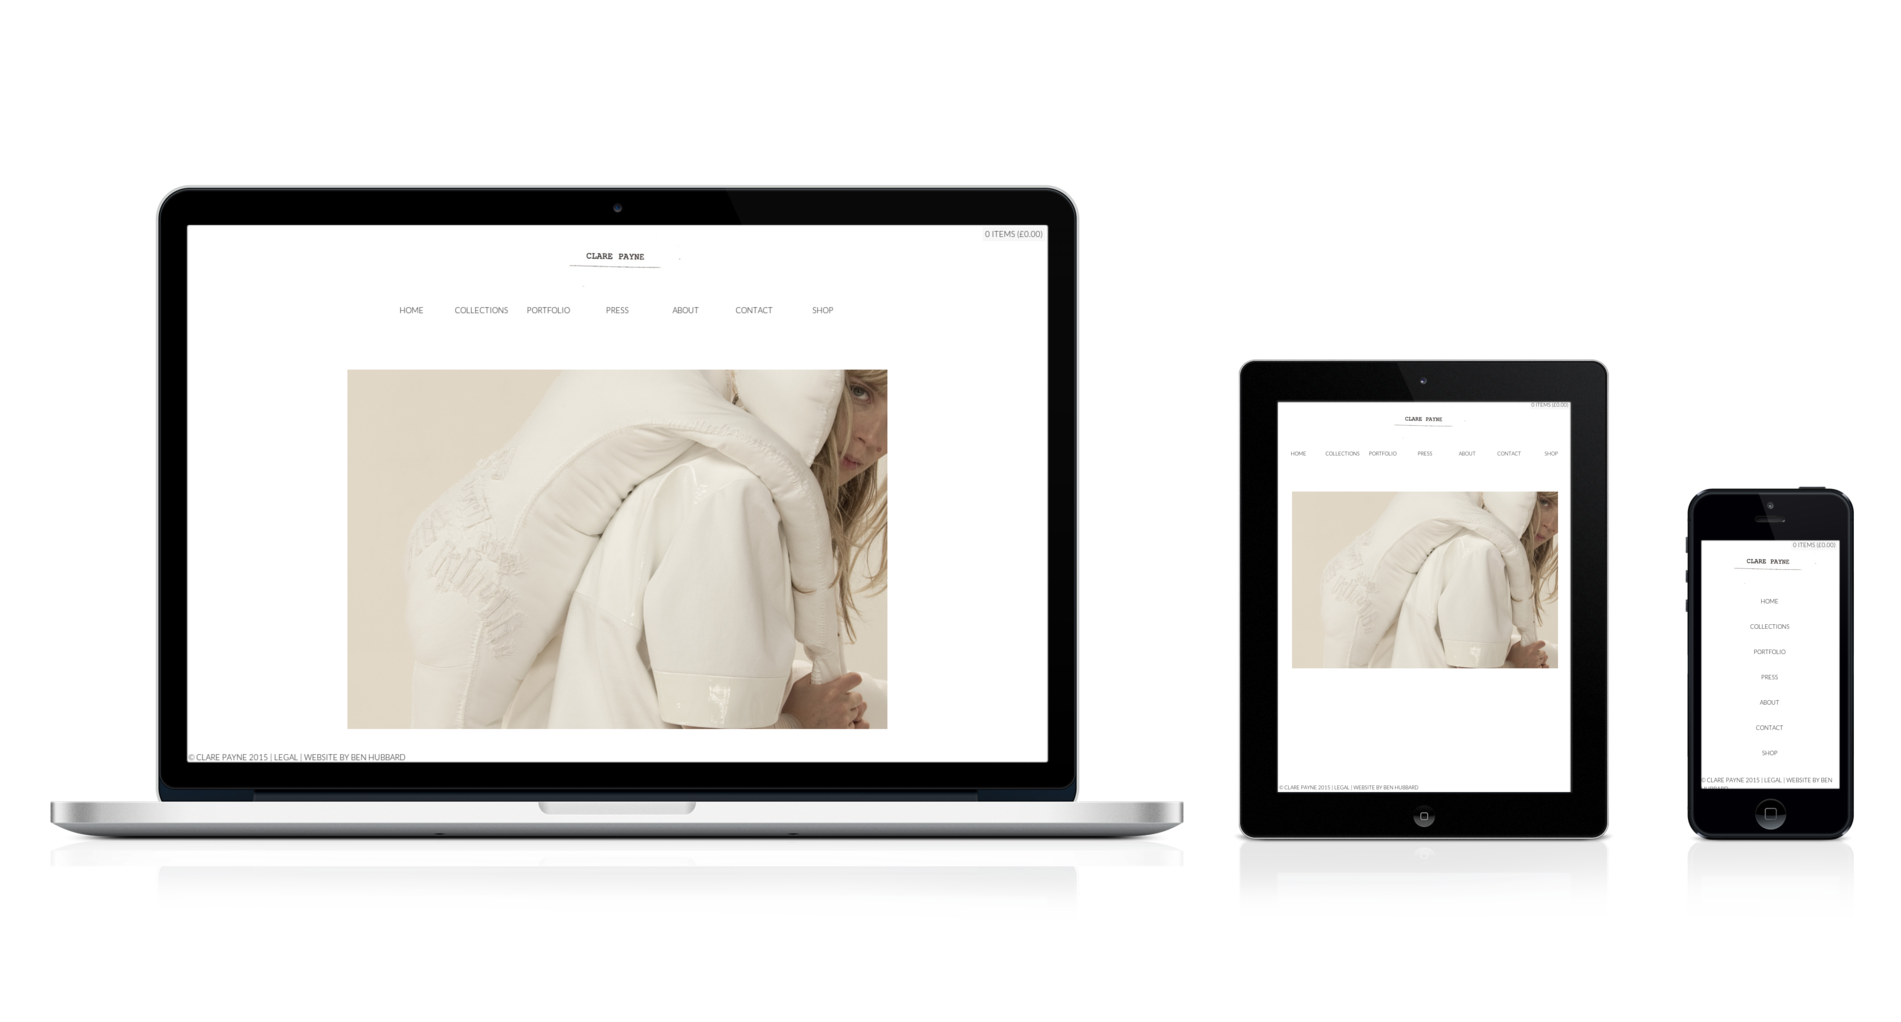 0 ITEMS (£0.00)
CLARE PAYNE
HOME COLLECTIONS PORTFOLIO PRESS ABOUT CONTACT SHOP
© CLARE PAYNE 2015 | LEGAL | WEBSITE BY BEN HUBBARD
0 ITEMS (£0.00)
CLARE PAYNE
HOME COLLECTIONS PORTFOLIO PRESS ABOUT CONTACT SHOP
© CLARE PAYNE 2015 | LEGAL | WEBSITE BY BEN HUBBARD
0 ITEMS (£0.00)
CLARE PAYNE
HOME
COLLECTIONS
PORTFOLIO
PRESS
ABOUT
CONTACT
SHOP
© CLARE PAYNE 2015 | LEGAL | WEBSITE BY BEN